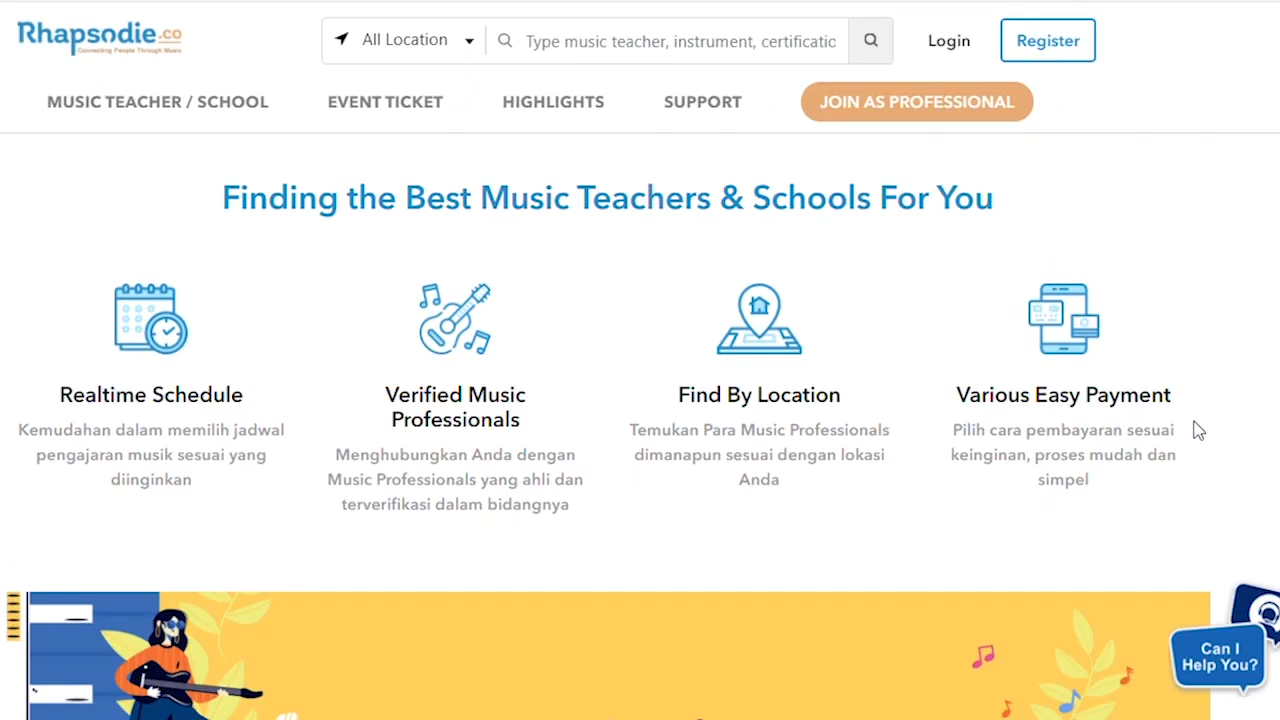 Rhapsodie.co
Connecting People Through Music
All Location
Type music teacher, instrument, certificatic
Login
Register
MUSIC TEACHER / SCHOOL
EVENT TICKET
HIGHLIGHTS
SUPPORT
JOIN AS PROFESSIONAL
Finding the Best Music Teachers & Schools For You
Realtime Schedule
Kemudahan dalam memilih jadwal
pengajaran musik sesuai yang
diinginkan
Verified Music
Professionals
Menghubungkan Anda dengan
Music Professionals yang ahli dan
terverifikasi dalam bidangnya
Find By Location
Temukan Para Music Professionals
dimanapun sesuai dengan lokasi
Anda
Various Easy Payment
Pilih cara pembayaran sesuai
keinginan, proses mudah dan
simpel
Can I
Help You?